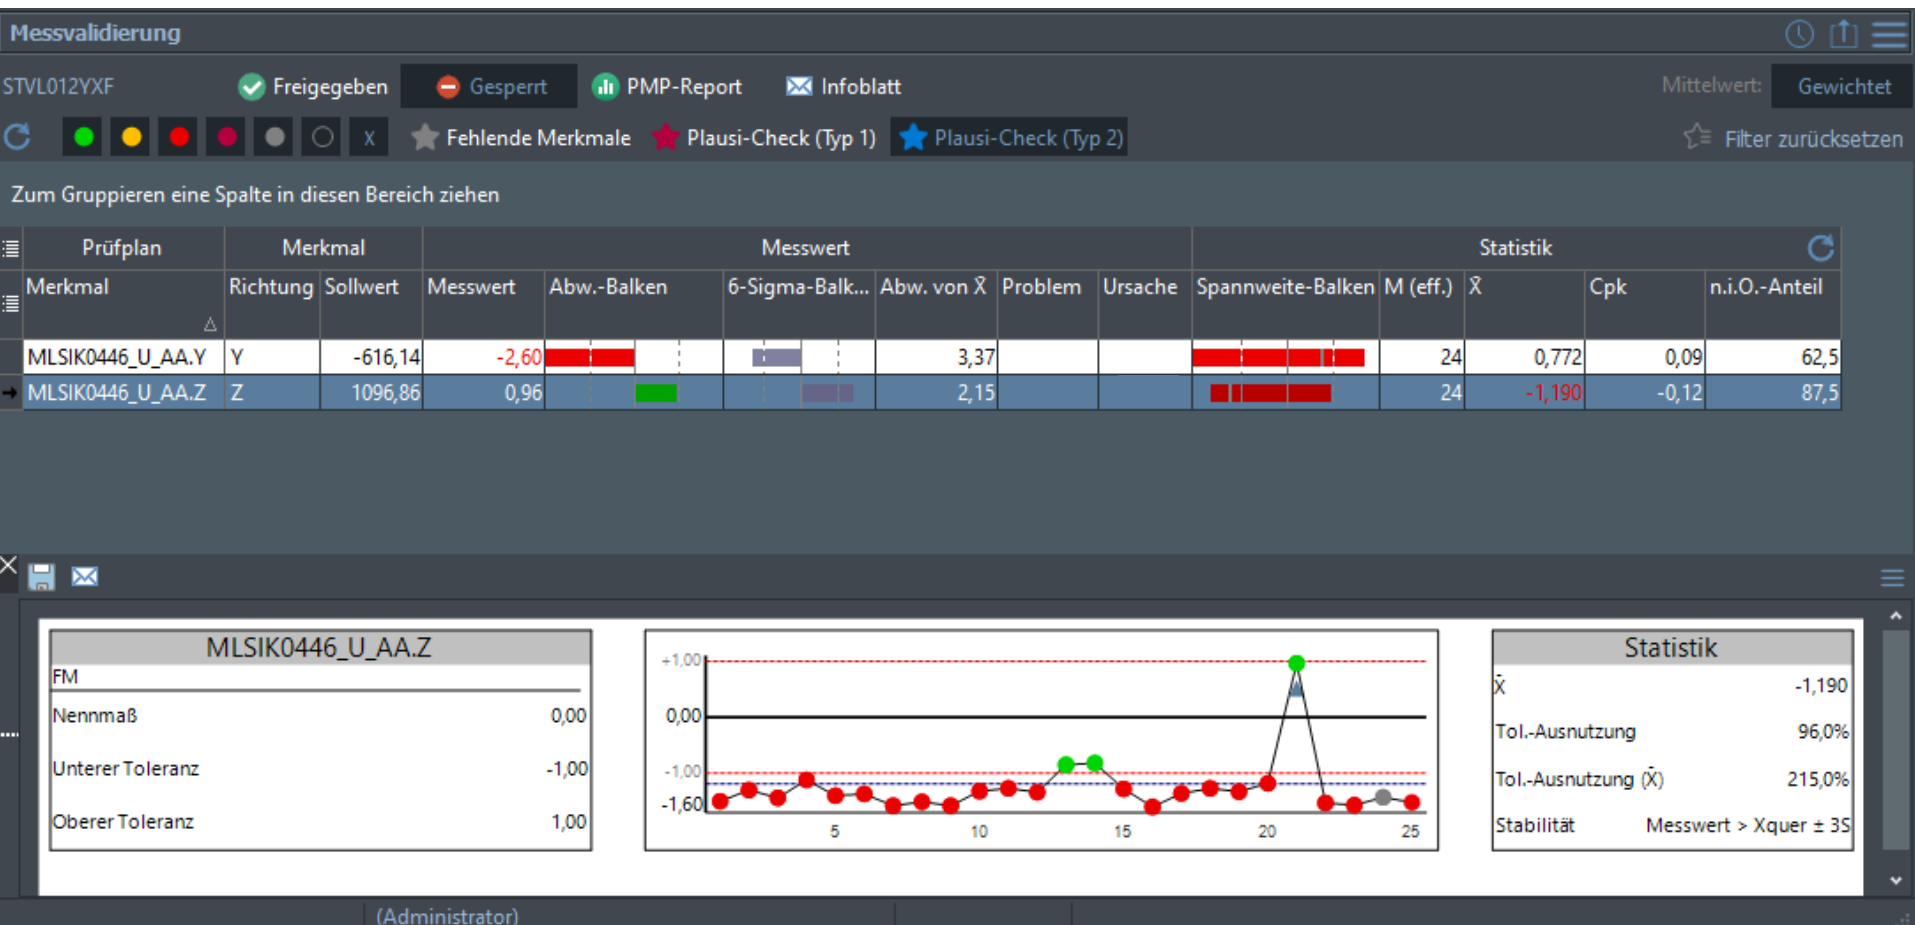 Messvalidierung
STVL012YXF Freigegeben Gesperrt PMP-Report Infoblatt Mittelwert: Gewichtet
X Fehlende Merkmale Plausi-Check (Typ 1) Plausi-Check (Typ 2) Filter zurücksetzen
Zum Gruppieren eine Spalte in diesen Bereich ziehen
Prüfplan Merkmal Messwert Statistik
Merkmal Richtung Sollwert Messwert Abw.-Balken 6-Sigma-Balk... Abw. von X̄ Problem Ursache Spannweite-Balken M (eff.) X̄ Cpk n.i.O.-Anteil
MLSIK0446_U_AA.Y Y -616,14 -2,60 3,37 24 0,772 0,09 62,5
MLSIK0446_U_AA.Z Z 1096,86 0,96 2,15 24 -1,190 -0,12 87,5
MLSIK0446_U_AA.Z
FM
Nennmaß 0,00
Unterer Toleranz -1,00
Oberer Toleranz 1,00
+1,00
0,00
-1,00
-1,60
5 10 15 20 25
Statistik
X̄ -1,190
Tol.-Ausnutzung 96,0%
Tol.-Ausnutzung (X̄) 215,0%
Stabilität Messwert > Xquer ± 3S
(Administrator)